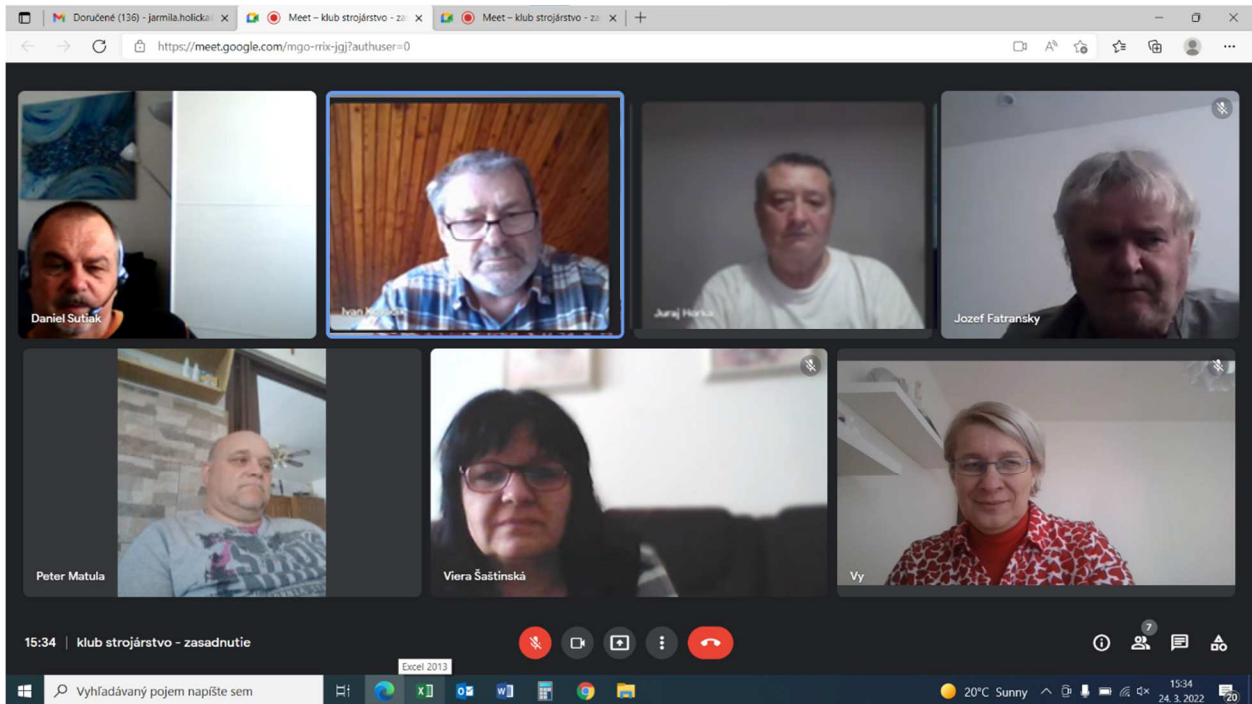 Doručené (136) - jarmila.holicka
Meet – klub strojárstvo - za
Meet – klub strojárstvo - za
https://meet.google.com/mgo-rrix-jgj?authuser=0
Daniel Sutiak
Ivan
Juraj Horka
Jozef Fatransky
Peter Matula
Viera Šaštinská
Vy
15:34 | klub strojárstvo - zasadnutie
7
Excel 2013
Vyhľadávaný pojem napíšte sem
20°C Sunny
15:34
24. 3. 2022
20